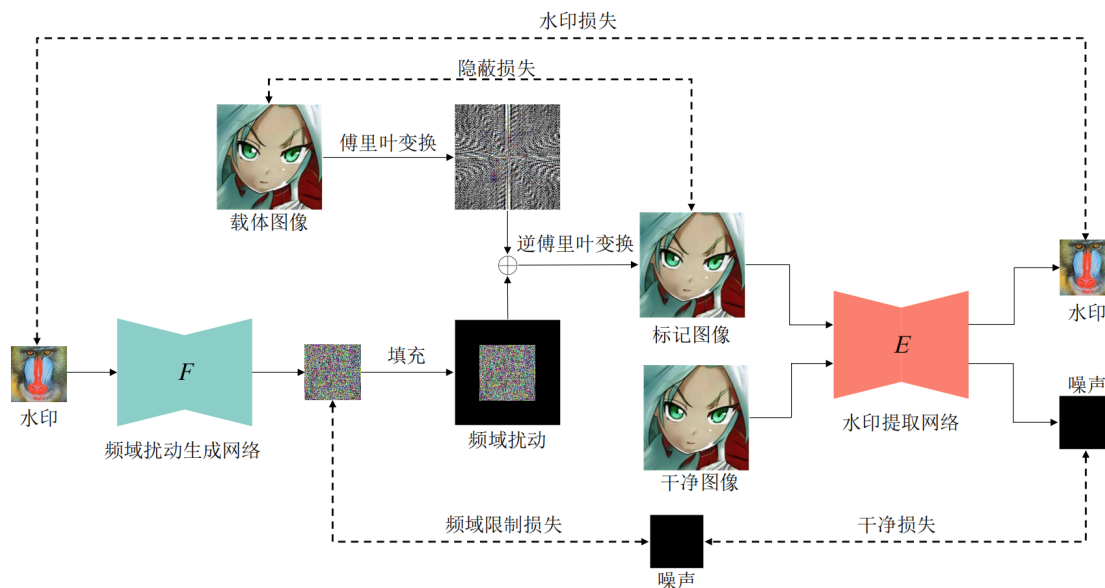 水印损失
隐蔽损失
傅里叶变换
载体图像
逆傅里叶变换
标记图像
水印
F
频域扰动生成网络
填充
频域扰动
干净图像
E
水印提取网络
水印
噪声
频域限制损失
干净损失
噪声